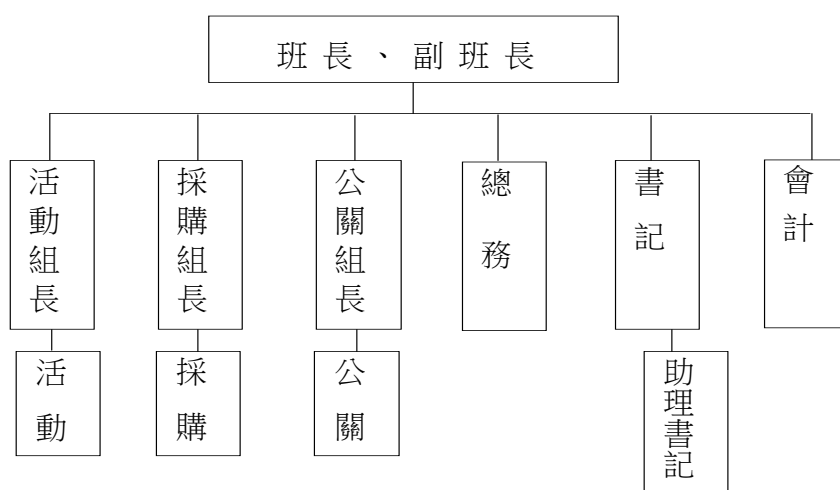 班長、副班長
活動組長
採購組長
公關組長
總務
書記
會計
活動
採購
公關
助理書記